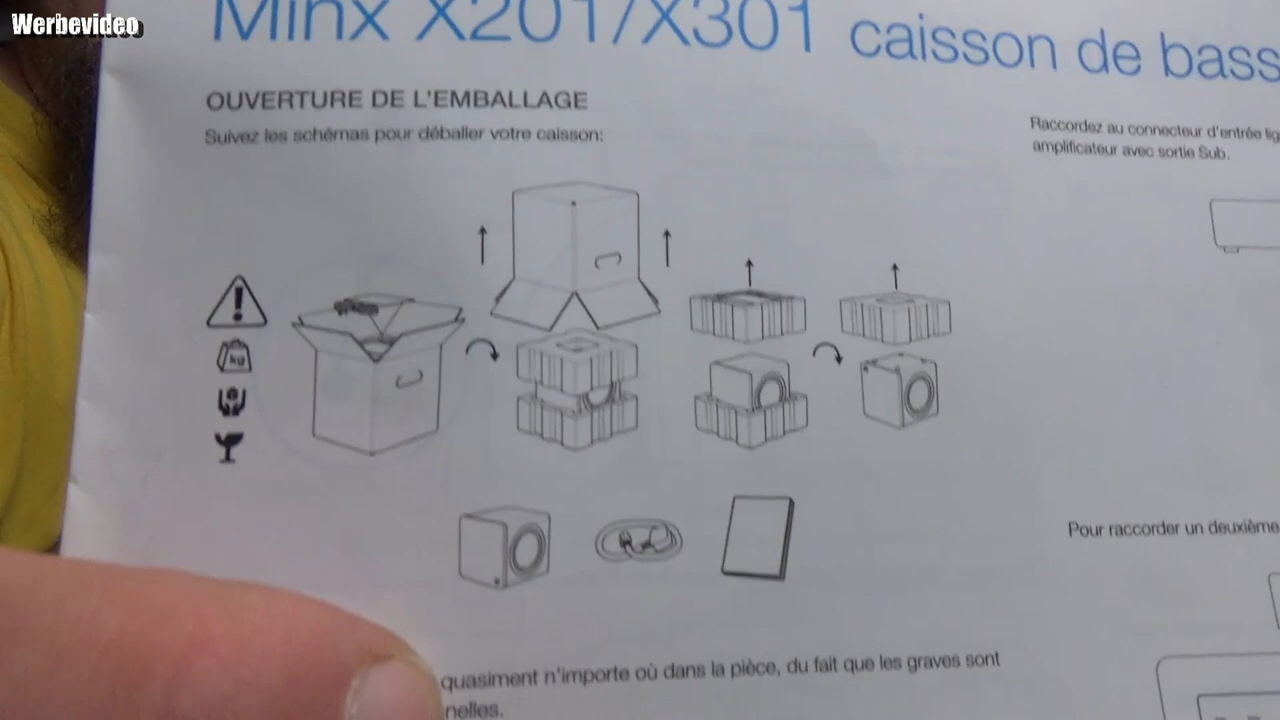 Werbevideo
Minx X201/X301 caisson de bass
OUVERTURE DE L'EMBALLAGE
Suivez les schémas pour déballer votre caisson:
Raccordez au connecteur d'entrée lig
amplificateur avec sortie Sub.
kg
Pour raccorder un deuxième
quasiment n'importe où dans la pièce, du fait que les graves sont
nelles.